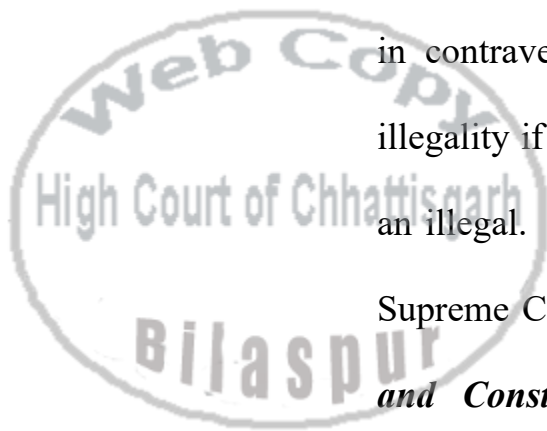 Web Copy
in contrave
illegality if
High Court of Chhattisgarh
an illegal.
Supreme C
Bilaspur
and Const